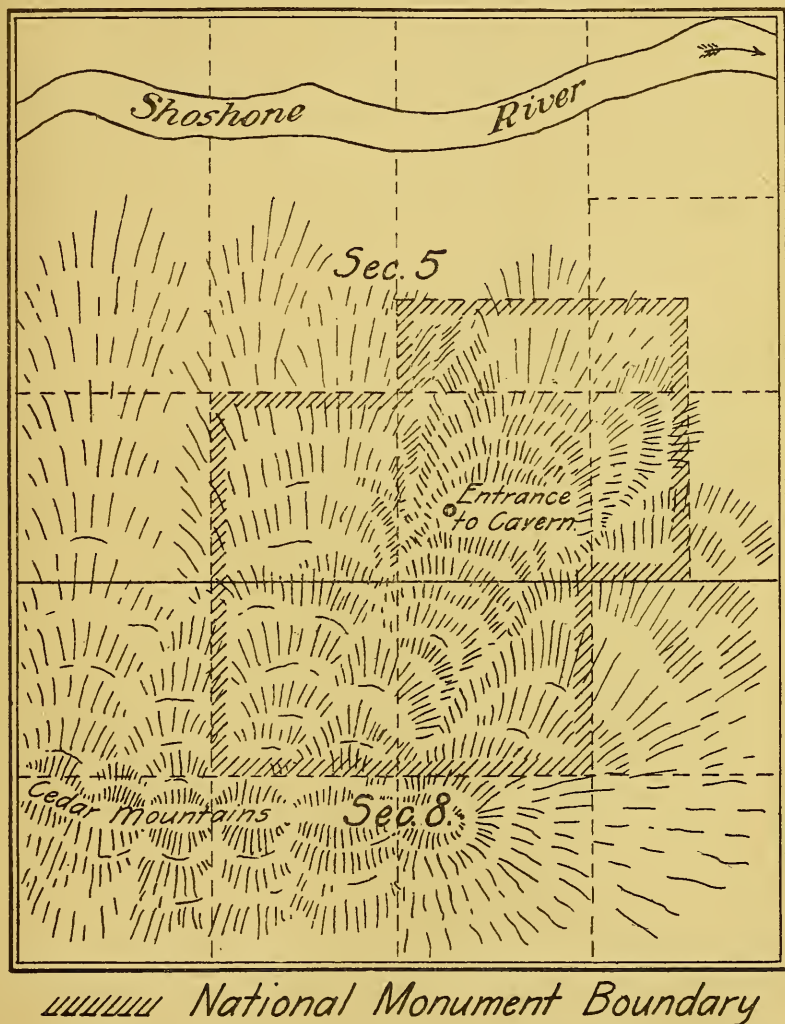 Shoshone River
Sec. 5
Entrance
to Cavern
Cedar Mountains
Sec. 8.
National Monument Boundary